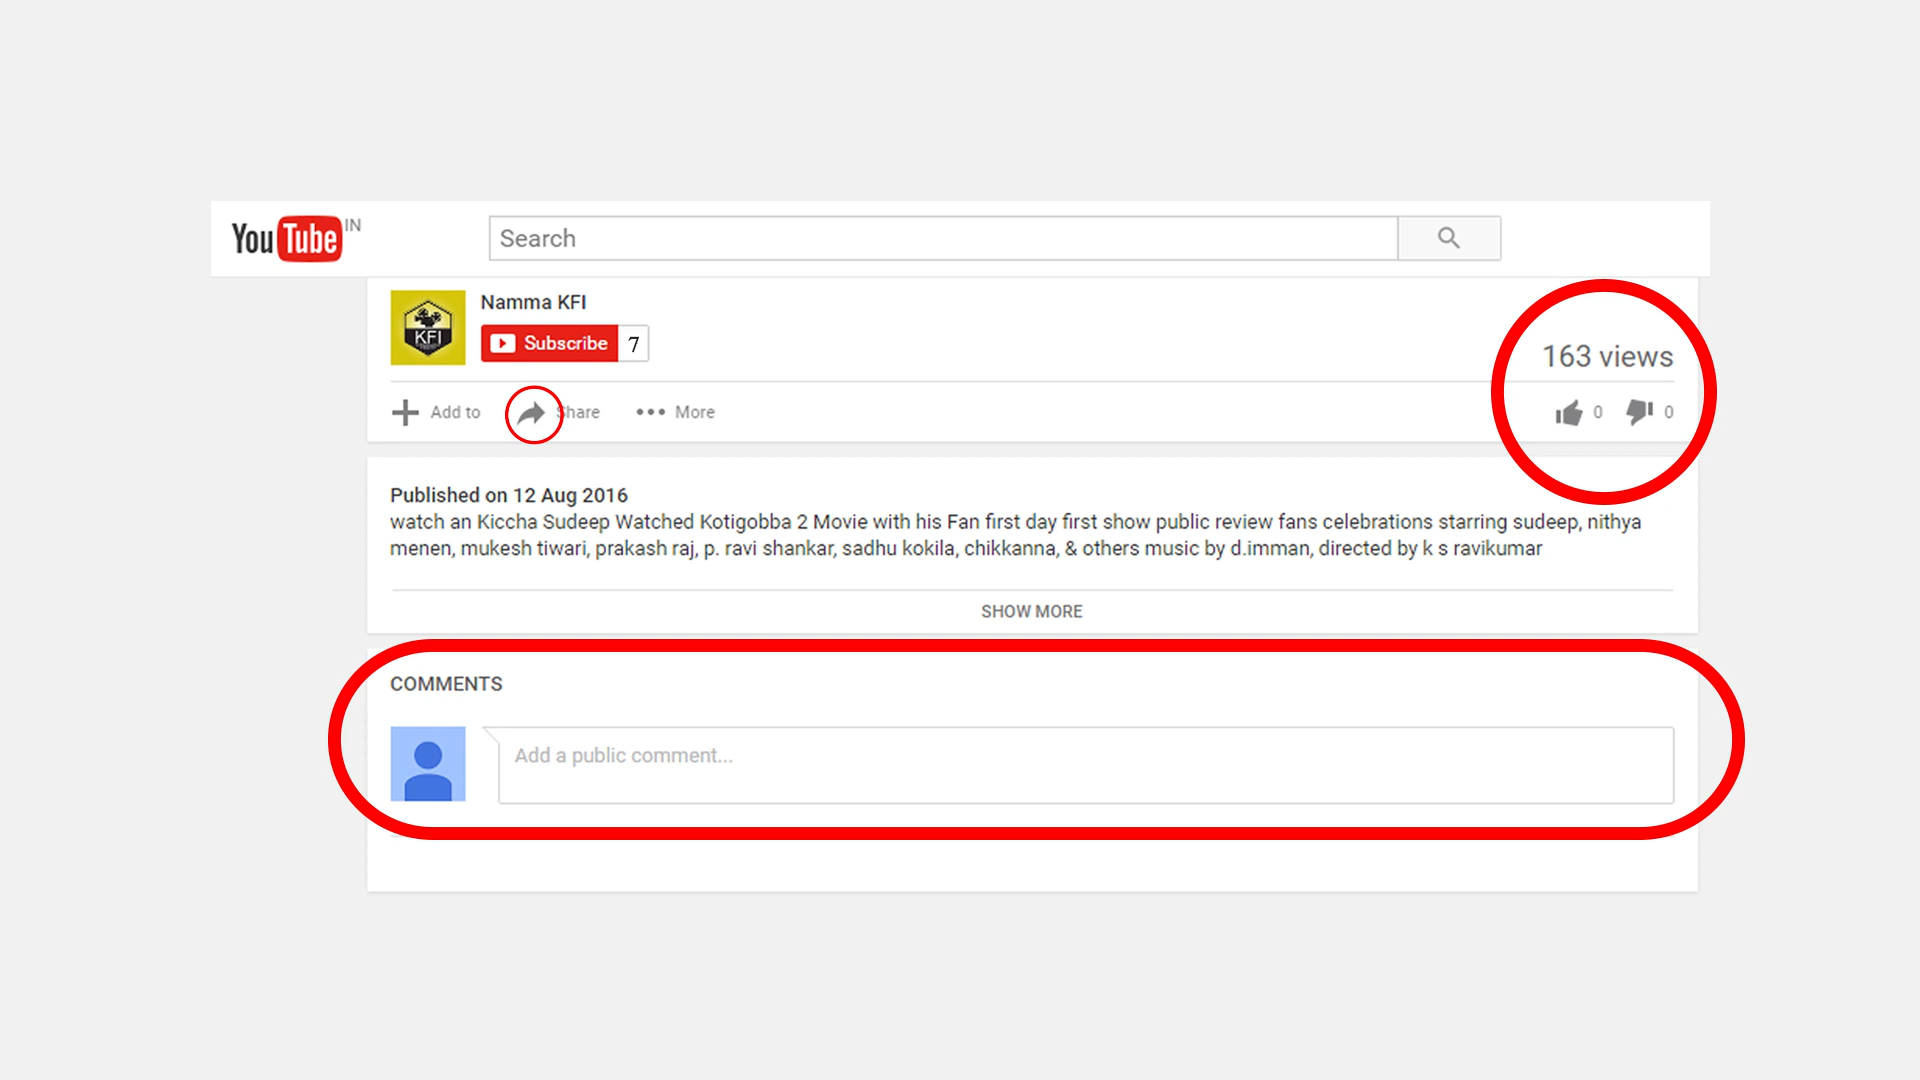 YouTube IN
Search
KFI
Namma KFI
Subscribe 7
163 views
Add to Share More 0 0
Published on 12 Aug 2016
watch an Kiccha Sudeep Watched Kotigobba 2 Movie with his Fan first day first show public review fans celebrations starring sudeep, nithya
menen, mukesh tiwari, prakash raj, p. ravi shankar, sadhu kokila, chikkanna, & others music by d.imman, directed by k s ravikumar
SHOW MORE
COMMENTS
Add a public comment...